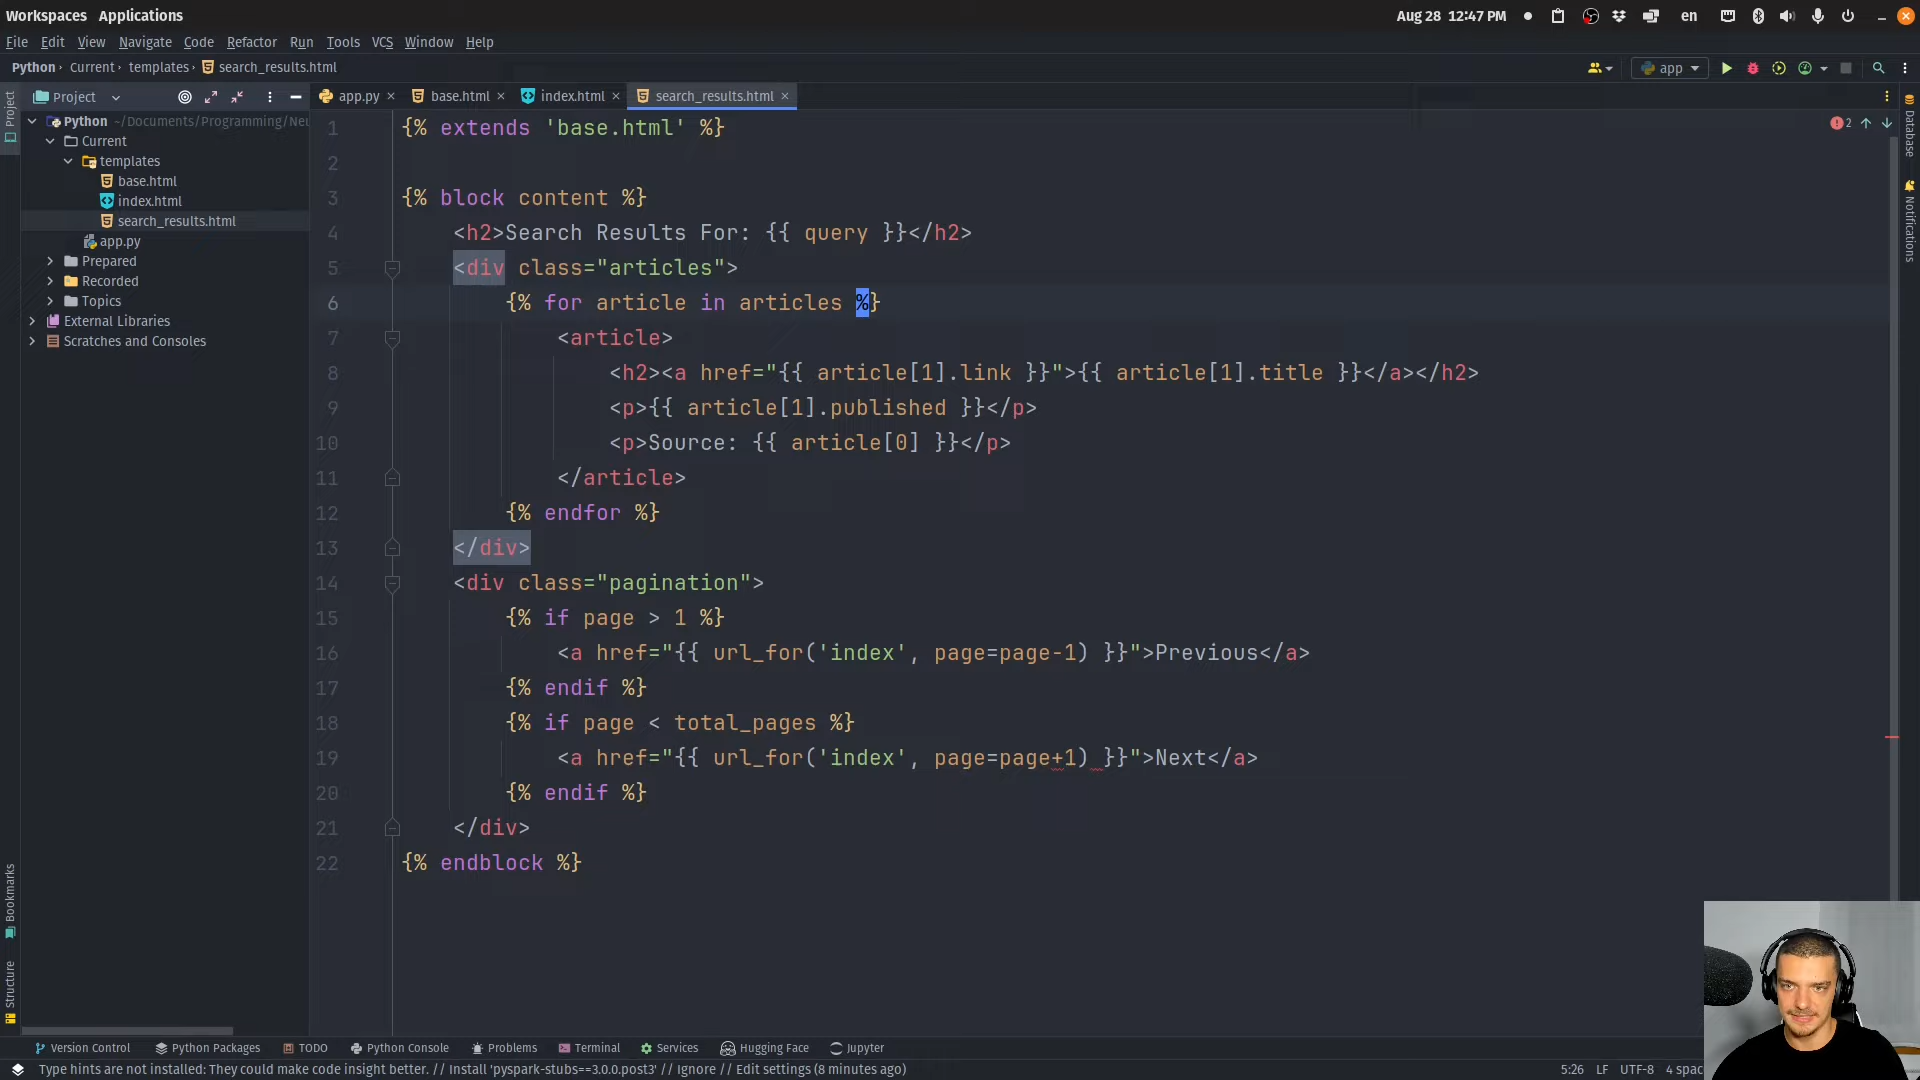 Workspaces Applications
Aug 28 12:47 PM
en
File Edit View Navigate Code Refactor Run Tools VCS Window Help
Python Current templates search_results.html
app
Project
app.py base.html index.html search_results.html
Python ~/Documents/Programming/Neu
Current
templates
base.html
index.html
search_results.html
app.py
Prepared
Recorded
Topics
External Libraries
Scratches and Consoles
Project
Bookmarks
Structure
Database
Notifications
2
1 {% extends 'base.html' %}
2
3 {% block content %}
4 <h2>Search Results For: {{ query }}</h2>
5 <div class="articles">
6 {% for article in articles %}
7 <article>
8 <h2><a href="{{ article[1].link }}">{{ article[1].title }}</a></h2>
9 <p>{{ article[1].published }}</p>
10 <p>Source: {{ article[0] }}</p>
11 </article>
12 {% endfor %}
13 </div>
14 <div class="pagination">
15 {% if page > 1 %}
16 <a href="{{ url_for('index', page=page-1) }}">Previous</a>
17 {% endif %}
18 {% if page < total_pages %}
19 <a href="{{ url_for('index', page=page+1) }}">Next</a>
20 {% endif %}
21 </div>
22 {% endblock %}
Version Control Python Packages TODO Python Console Problems Terminal Services Hugging Face Jupyter
Type hints are not installed: They could make code insight better. // Install 'pyspark-stubs==3.0.0.post3' // Ignore // Edit settings (8 minutes ago)
5:26 LF UTF-8 4 spac